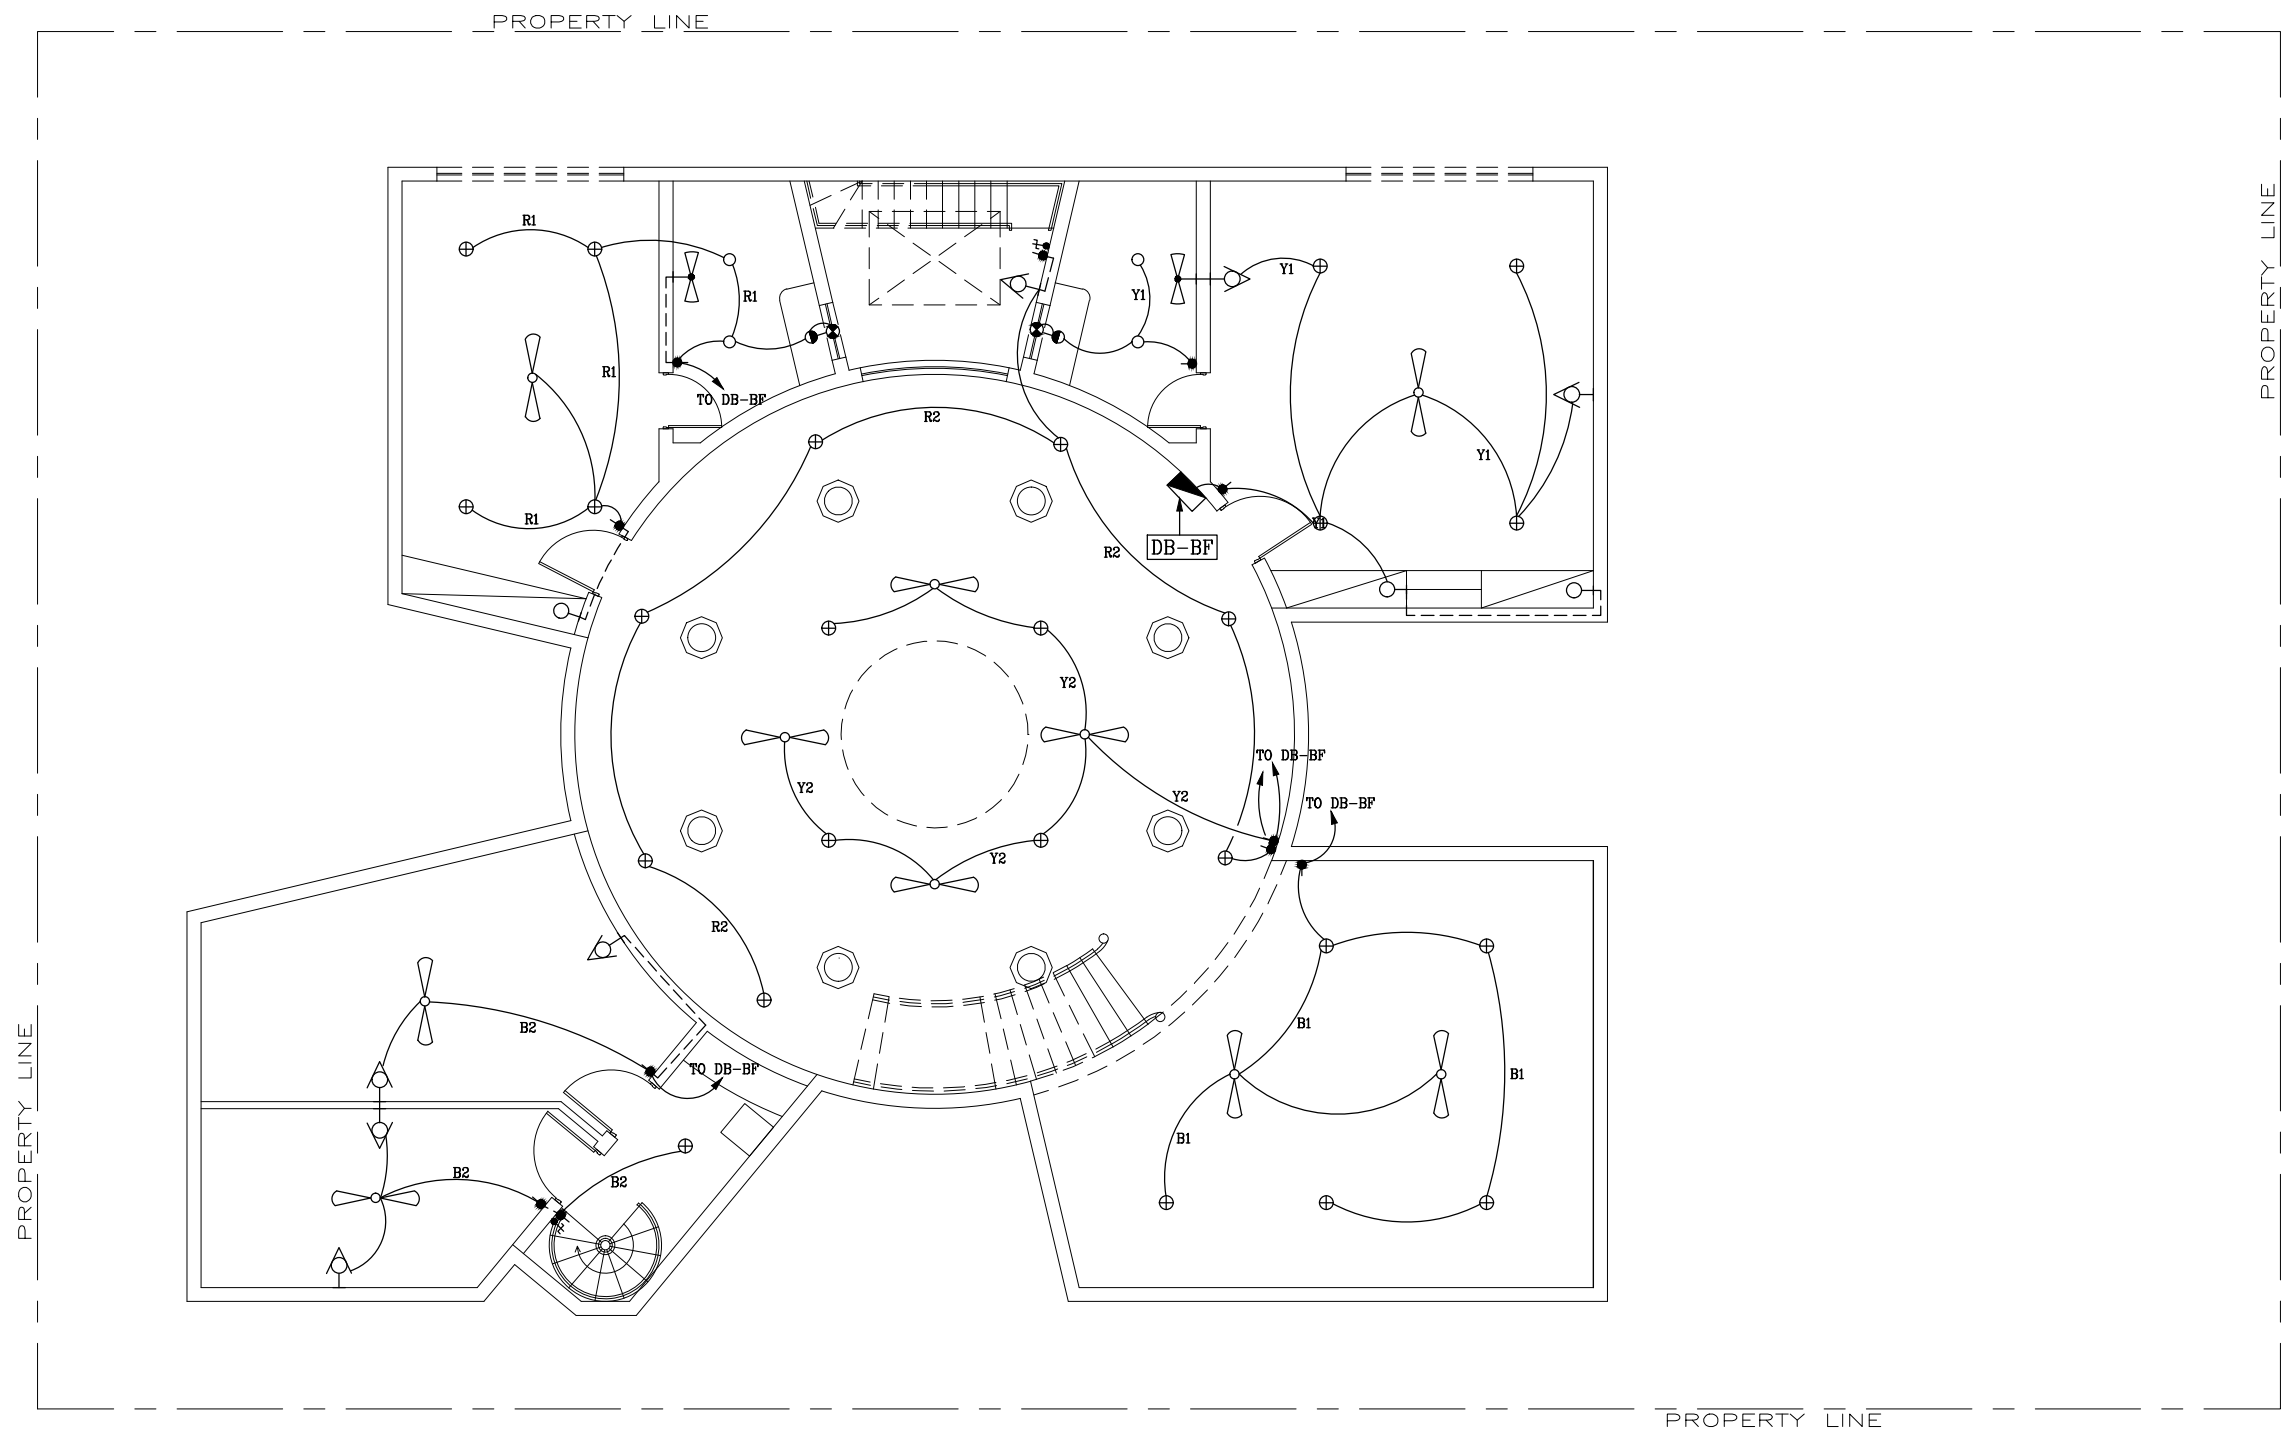 PROPERTY LINE
R1
R1
Y1
Y1
R1
TO DB-BF
R2
Y1
R1
R2
DB-BF
Y2
TO DB-BF
Y2
Y2
TO DB-BF
Y2
R2
B1
B2
TO DB-BF
B1
B1
B2
B2
PROPERTY LINE
PROPERTY LINE
PROPERTY LINE